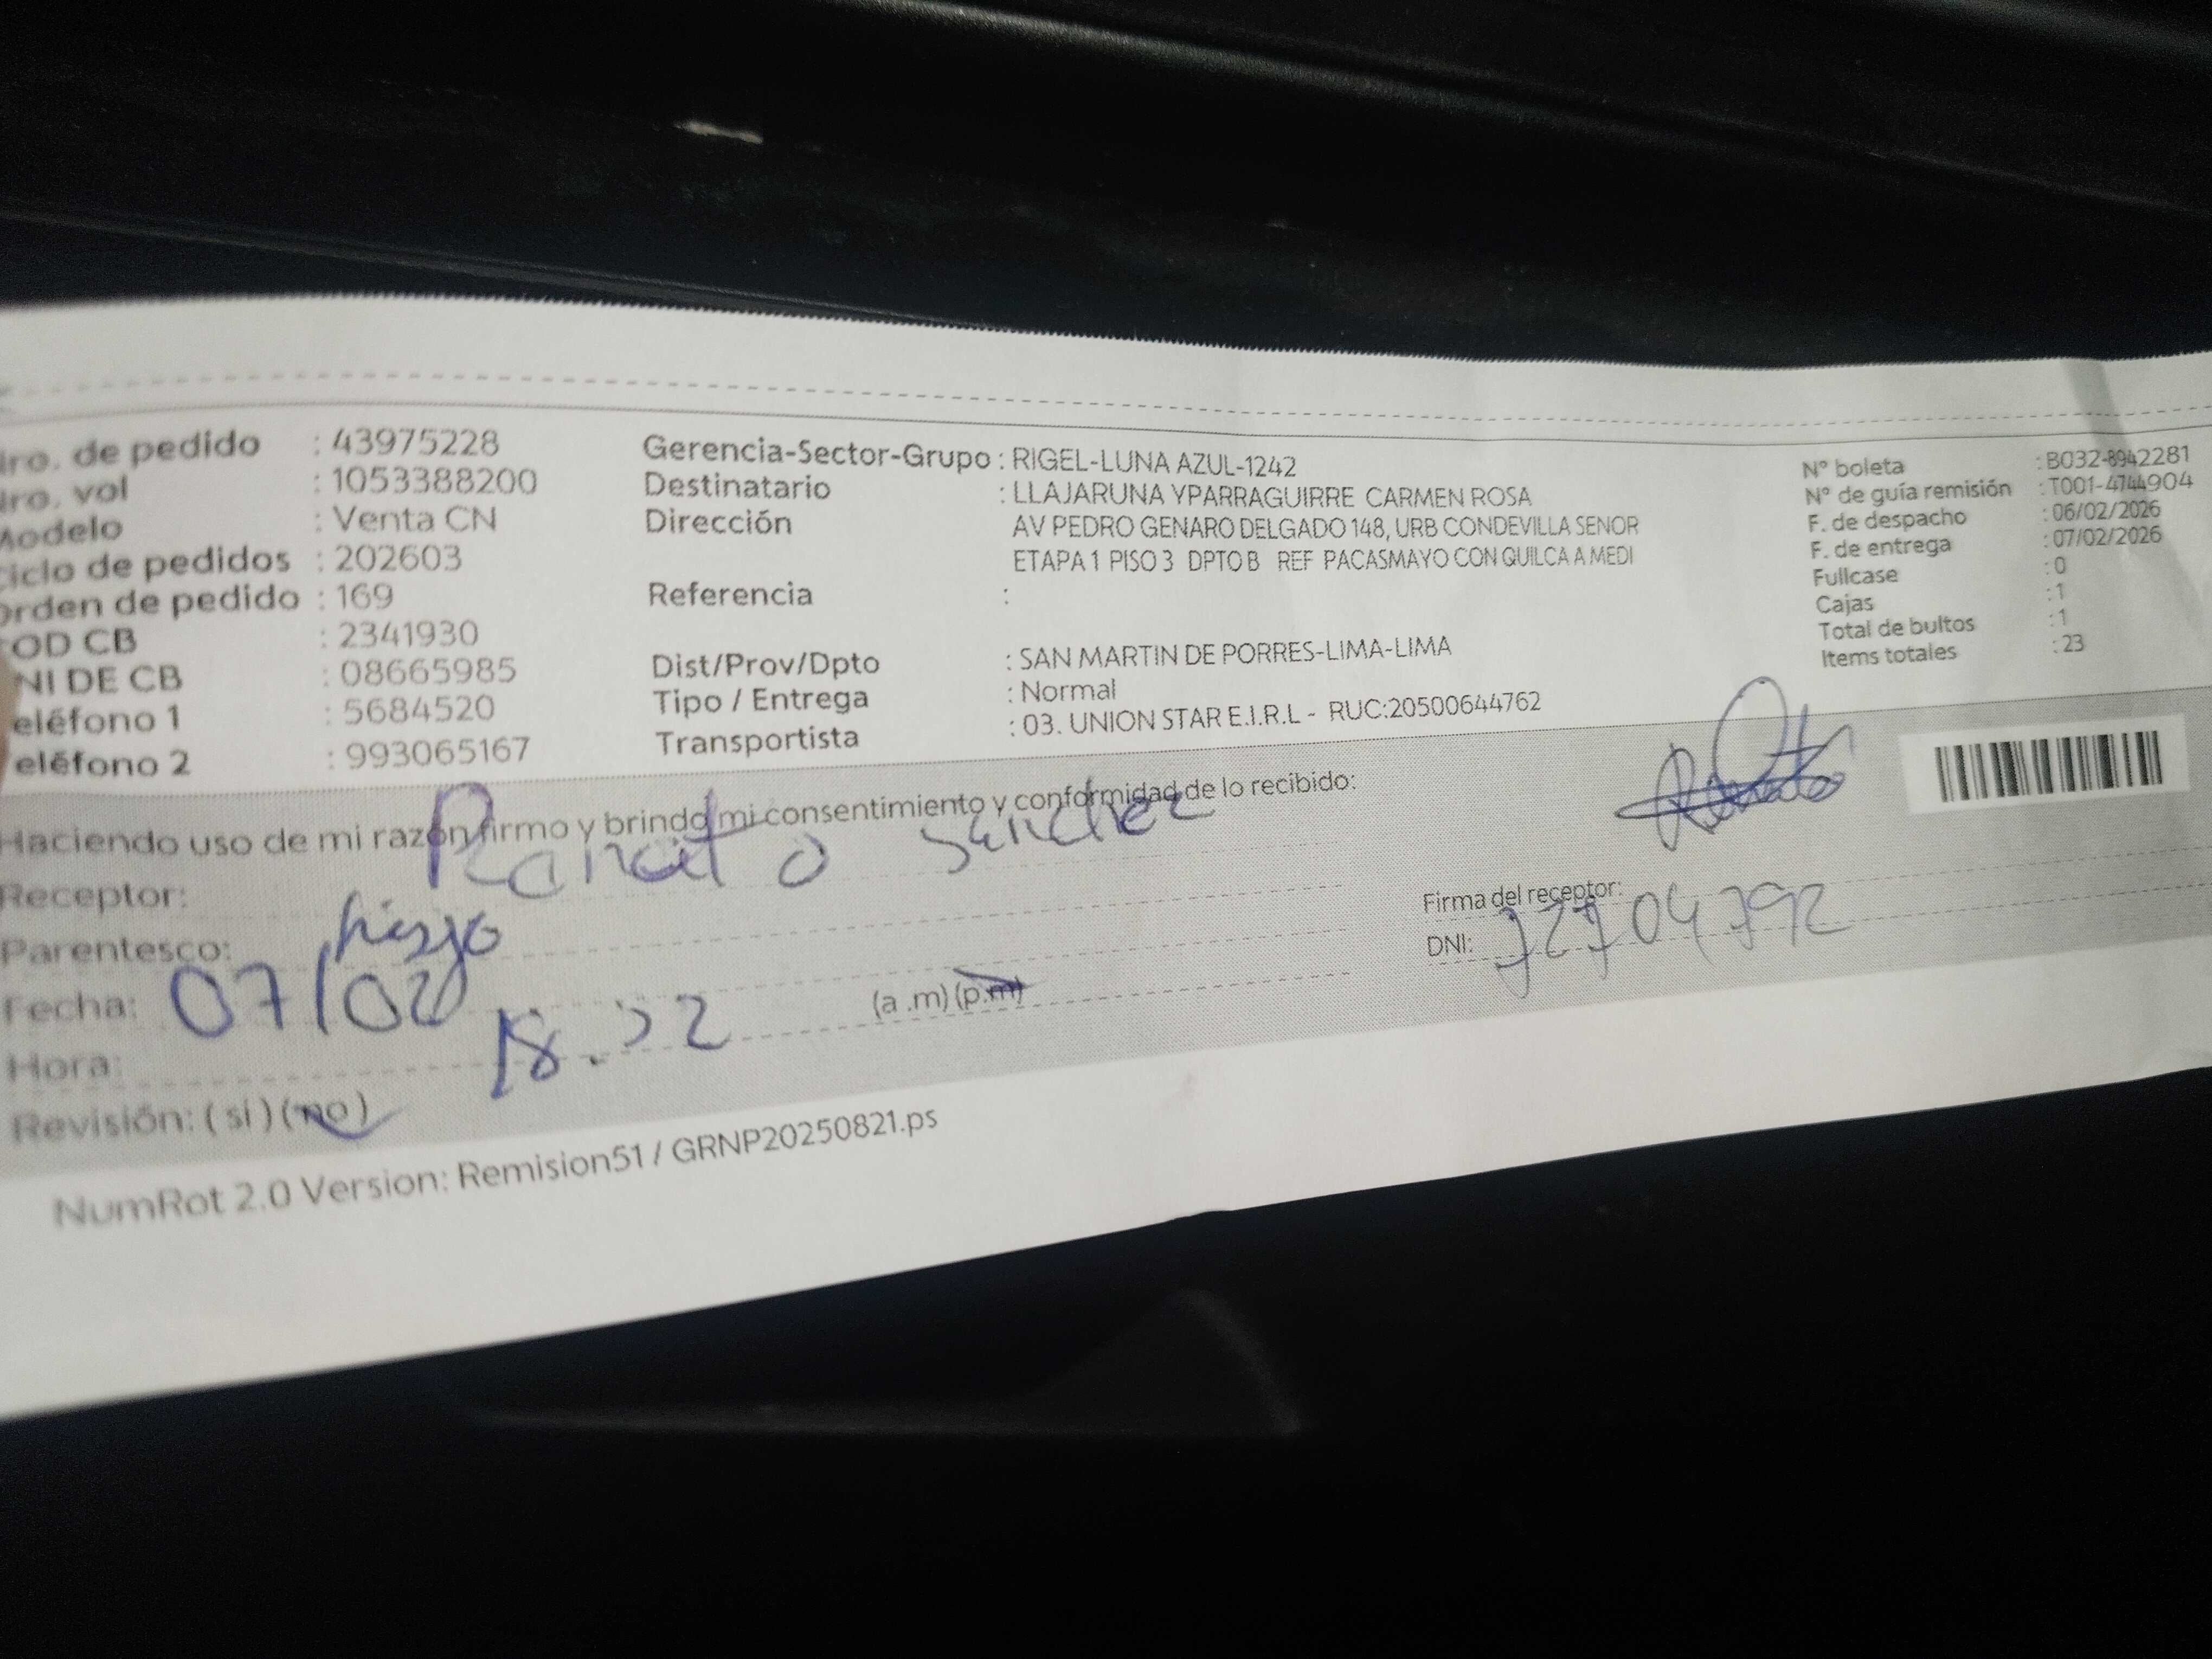 ro. de pedido : 43975228
ro. vol : 1053388200
Modelo : Venta CN
iclo de pedidos : 202603
rden de pedido : 169
OD CB : 2341930
NI DE CB : 08665985
eléfono 1 : 5684520
eléfono 2 : 993065167
Gerencia-Sector-Grupo : RIGEL-LUNA AZUL-1242
Destinatario : LLAJARUNA YPARRAGUIRRE CARMEN ROSA
Dirección AV PEDRO GENARO DELGADO 148, URB CONDEVILLA SENOR
ETAPA 1 PISO 3 DPTO B REF PACASMAYO CON QUILCA A MEDI
Referencia :
Dist/Prov/Dpto : SAN MARTIN DE PORRES-LIMA-LIMA
Tipo / Entrega : Normal
Transportista : 03. UNION STAR E.I.R.L - RUC:20500644762
N° boleta : B032-8942281
N° de guía remisión : T001-4744904
F. de despacho : 06/02/2026
F. de entrega : 07/02/2026
Fullcase : 0
Cajas : 1
Total de bultos : 1
Items totales : 23
Haciendo uso de mi razón firmo y brindo mi consentimiento y conformidad de lo recibido:
Receptor: Renato Sanchez
Parentesco:
Fecha: 07/02
Hora: (a .m) (p.m)
Revisión: ( si ) ( no )
Firma del receptor:
DNI: 72704792
NumRot 2.0 Version: Remision51 / GRNP20250821.ps